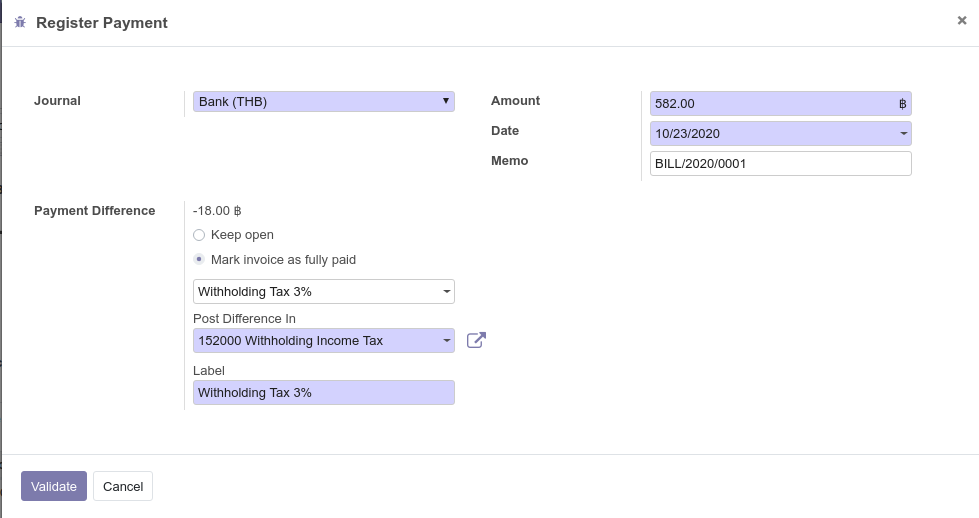 Register Payment
×
Journal
Bank (THB)
Amount
582.00 ฿
Date
10/23/2020
Memo
BILL/2020/0001
Payment Difference
-18.00 ฿
Keep open
Mark invoice as fully paid
Withholding Tax 3%
Post Difference In
152000 Withholding Income Tax
Label
Withholding Tax 3%
Validate
Cancel